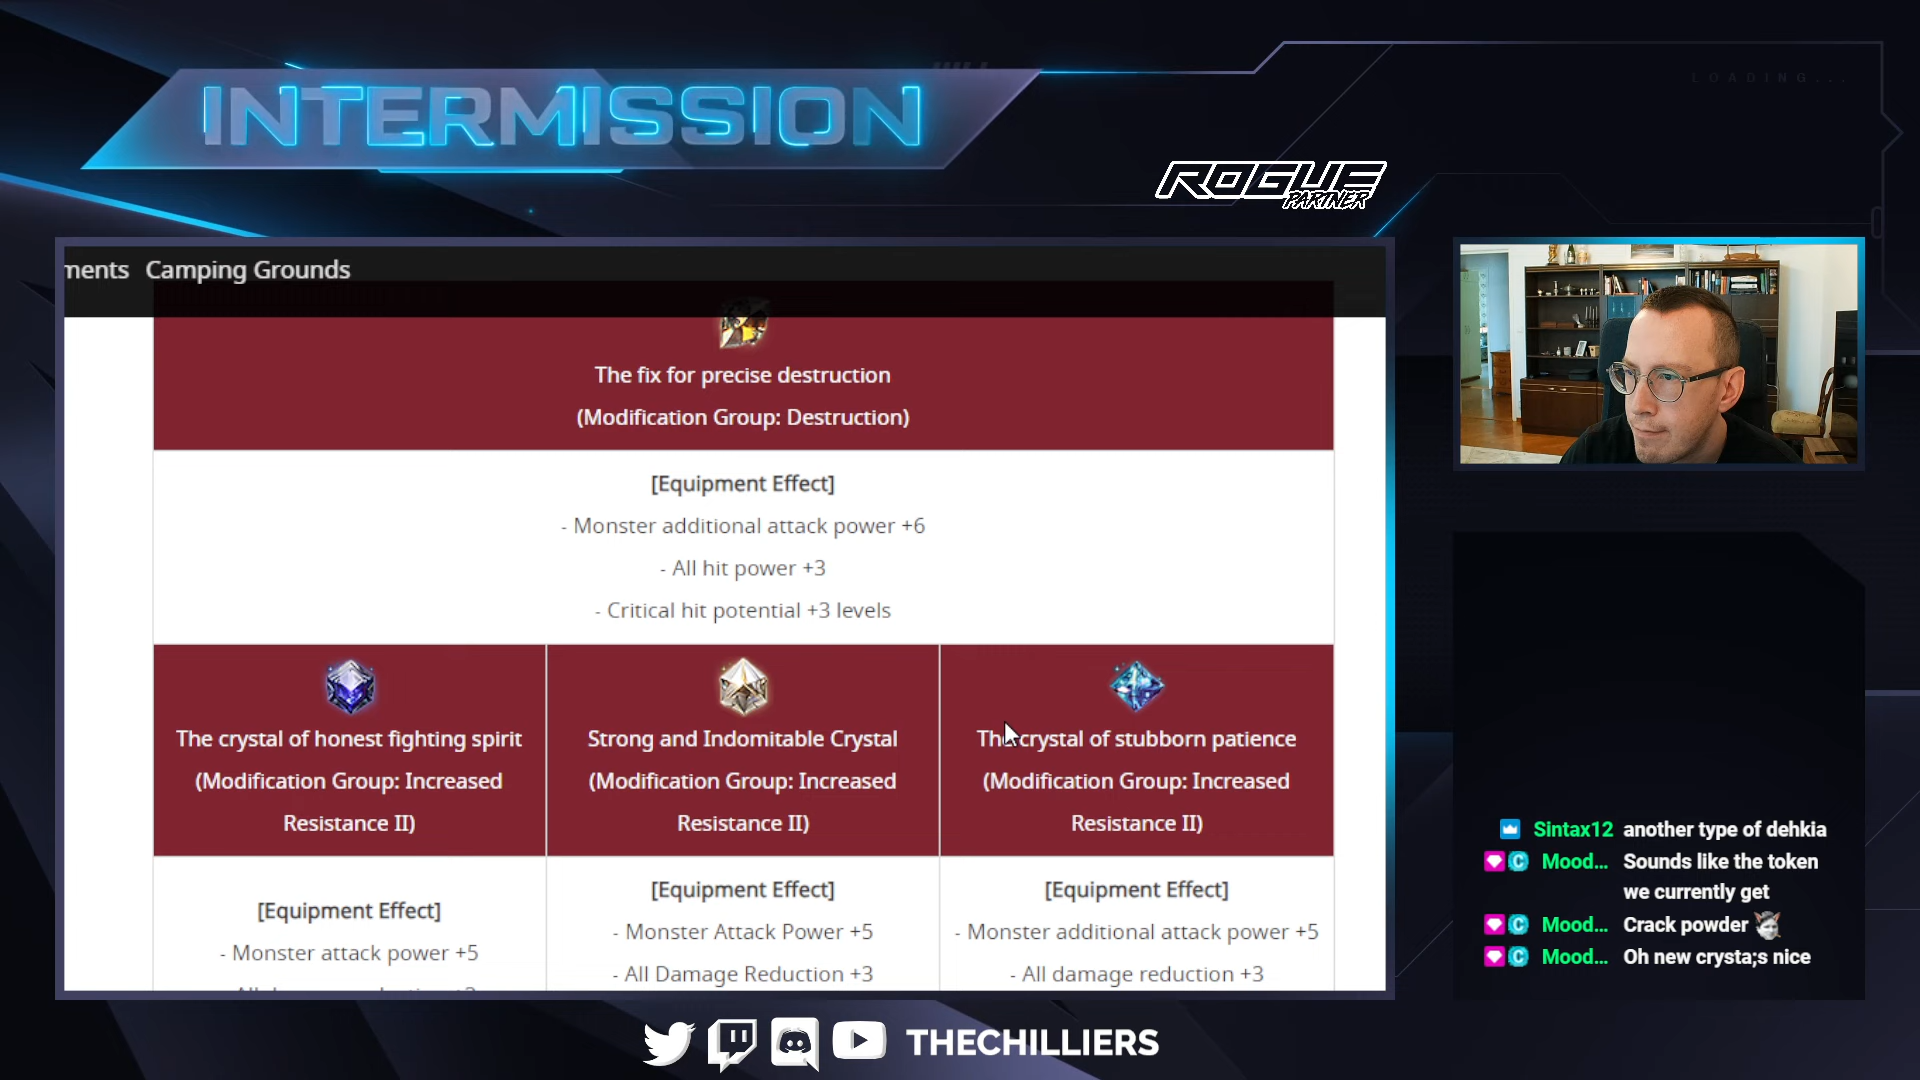 INTERMISSION
LOADING...
ROGUE
PARTNER
ments Camping Grounds
The fix for precise destruction
(Modification Group: Destruction)
[Equipment Effect]
- Monster additional attack power +6
- All hit power +3
- Critical hit potential +3 levels
The crystal of honest fighting spirit
(Modification Group: Increased
Resistance II)
Strong and Indomitable Crystal
(Modification Group: Increased
Resistance II)
The crystal of stubborn patience
(Modification Group: Increased
Resistance II)
[Equipment Effect]
- Monster attack power +5
[Equipment Effect]
- Monster Attack Power +5
- All Damage Reduction +3
[Equipment Effect]
- Monster additional attack power +5
- All damage reduction +3
Sintax12 another type of dehkia
Mood... Sounds like the token
we currently get
Mood... Crack powder
Mood... Oh new crysta;s nice
THECHILLIERS